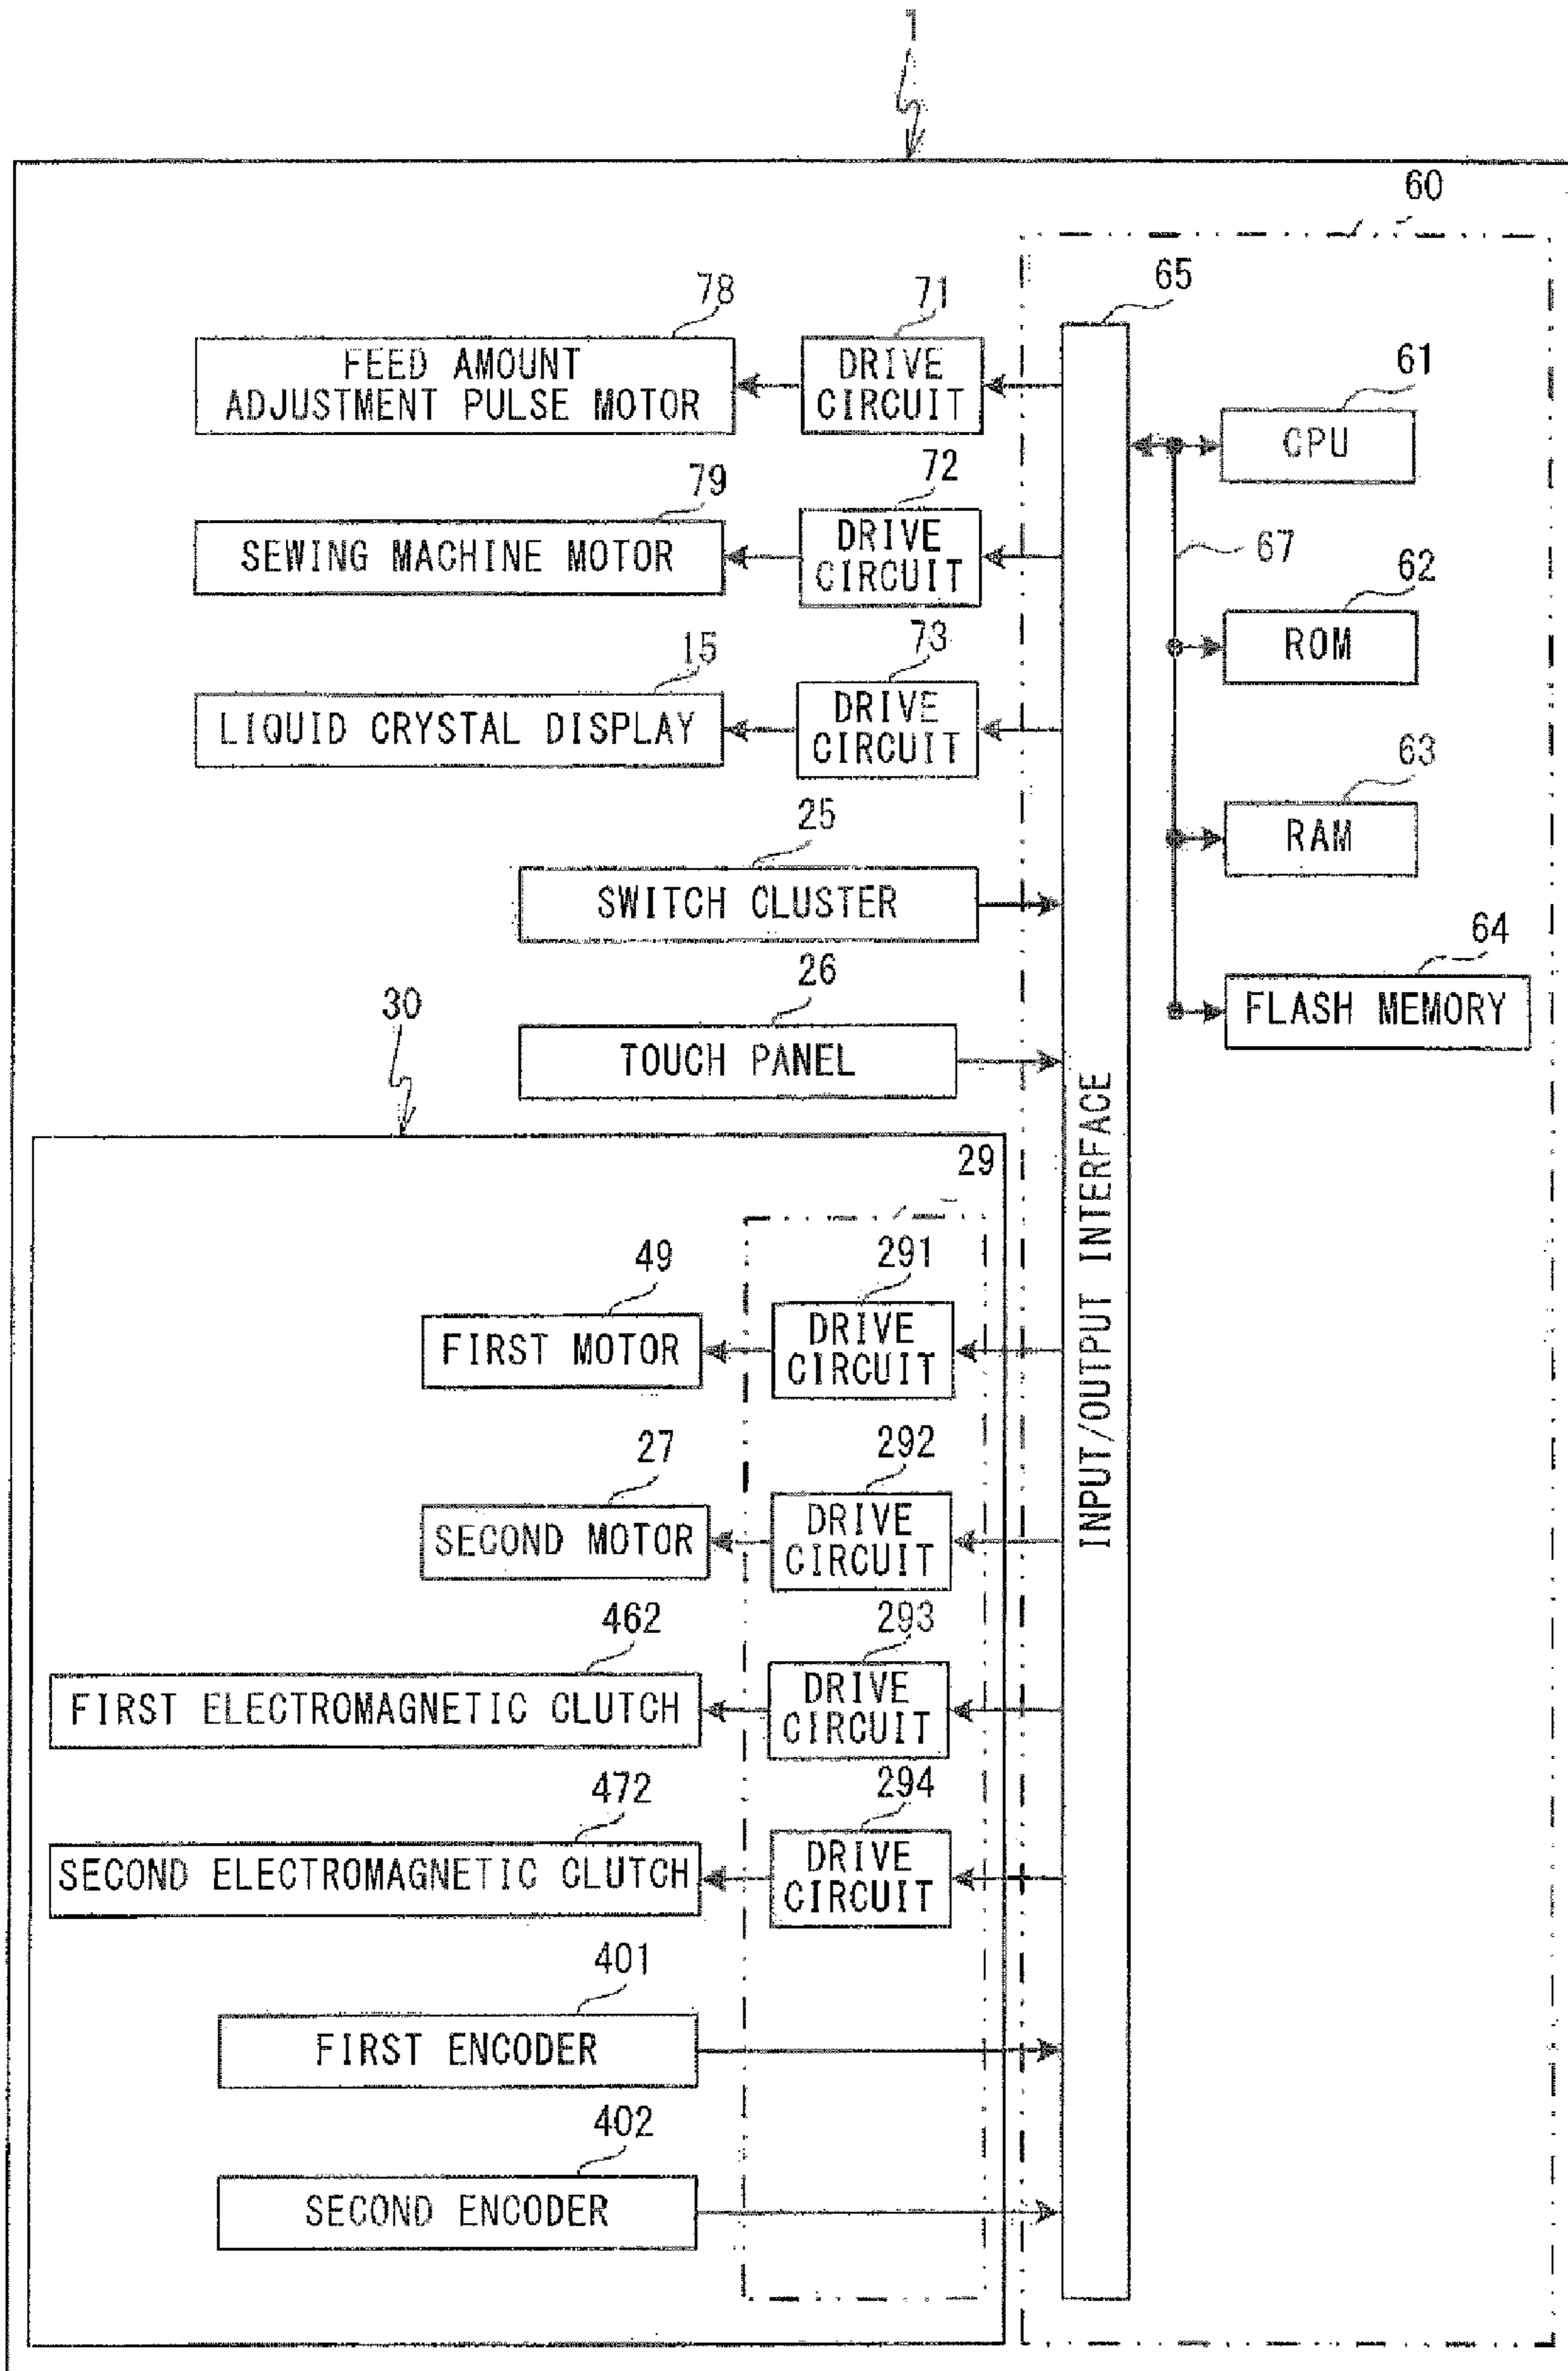 1
60
65
78
71
FEED AMOUNT
ADJUSTMENT PULSE MOTOR
DRIVE
CIRCUIT
61
CPU
79
72
SEWING MACHINE MOTOR
DRIVE
CIRCUIT
67
62
ROM
15
73
LIQUID CRYSTAL DISPLAY
DRIVE
CIRCUIT
63
RAM
25
SWITCH CLUSTER
64
FLASH MEMORY
26
TOUCH PANEL
30
INPUT/OUTPUT INTERFACE
29
49
291
FIRST MOTOR
DRIVE
CIRCUIT
27
292
SECOND MOTOR
DRIVE
CIRCUIT
462
293
FIRST ELECTROMAGNETIC CLUTCH
DRIVE
CIRCUIT
472
294
SECOND ELECTROMAGNETIC CLUTCH
DRIVE
CIRCUIT
401
FIRST ENCODER
402
SECOND ENCODER